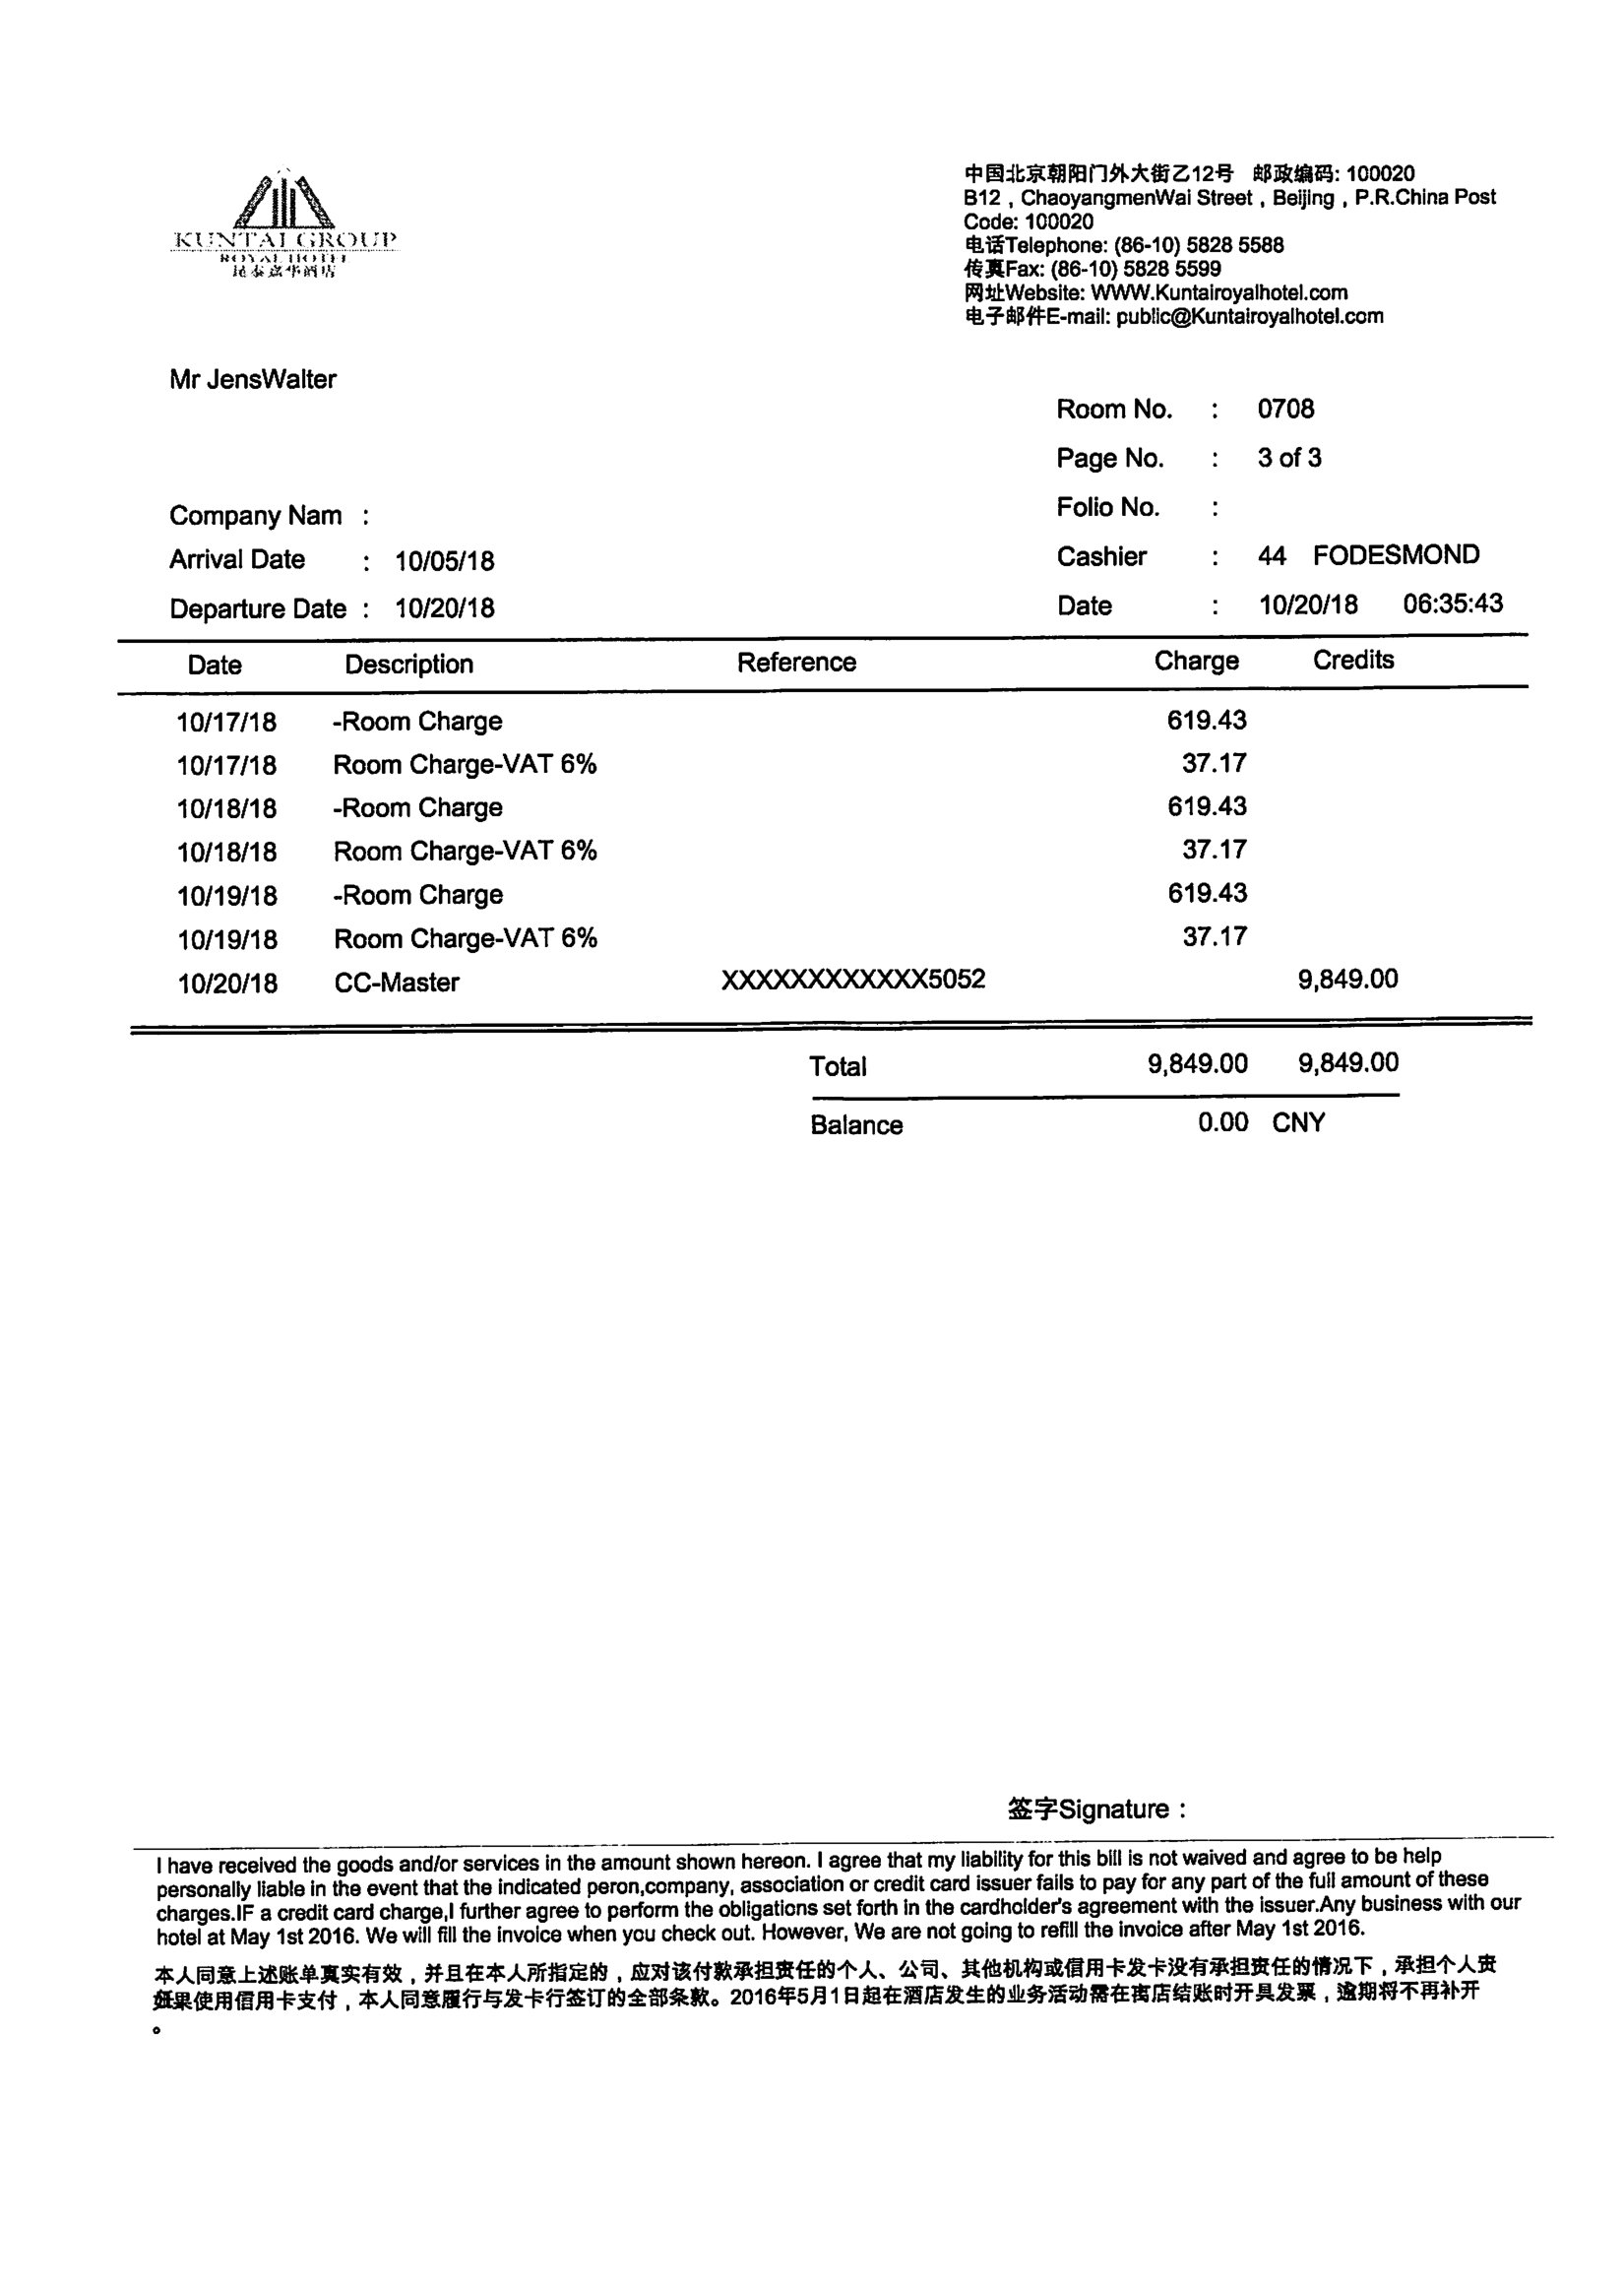 KUNTAI GROUP
ROYAL HOTEL
昆泰嘉华酒店
中国北京朝阳门外大街乙12号 邮政编码: 100020
B12 , ChaoyangmenWai Street , Beijing , P.R.China Post
Code: 100020
电话Telephone: (86-10) 5828 5588
传真Fax: (86-10) 5828 5599
网址Website: WWW.Kuntairoyalhotel.com
电子邮件E-mail: public@Kuntairoyalhotel.com
Mr JensWalter
Room No. : 0708
Page No. : 3 of 3
Company Nam :
Folio No. :
Arrival Date : 10/05/18
Cashier : 44 FODESMOND
Departure Date : 10/20/18
Date : 10/20/18 06:35:43
Date Description Reference Charge Credits
10/17/18 -Room Charge 619.43
10/17/18 Room Charge-VAT 6% 37.17
10/18/18 -Room Charge 619.43
10/18/18 Room Charge-VAT 6% 37.17
10/19/18 -Room Charge 619.43
10/19/18 Room Charge-VAT 6% 37.17
10/20/18 CC-Master XXXXXXXXXXXX5052 9,849.00
Total 9,849.00 9,849.00
Balance 0.00 CNY
签字Signature :
I have received the goods and/or services in the amount shown hereon. I agree that my liability for this bill is not waived and agree to be help
personally liable in the event that the indicated peron,company, association or credit card issuer fails to pay for any part of the full amount of these
charges.IF a credit card charge,I further agree to perform the obligations set forth in the cardholder's agreement with the issuer.Any business with our
hotel at May 1st 2016. We will fill the invoice when you check out. However, We are not going to refill the invoice after May 1st 2016.
本人同意上述账单真实有效，并且在本人所指定的，应对该付款承担责任的个人、公司、其他机构或信用卡发卡没有承担责任的情况下，承担个人责
果使用信用卡支付，本人同意履行与发卡行签订的全部条款。2016年5月1日起在酒店发生的业务活动需在离店结账时开具发票，逾期将不再补开
。